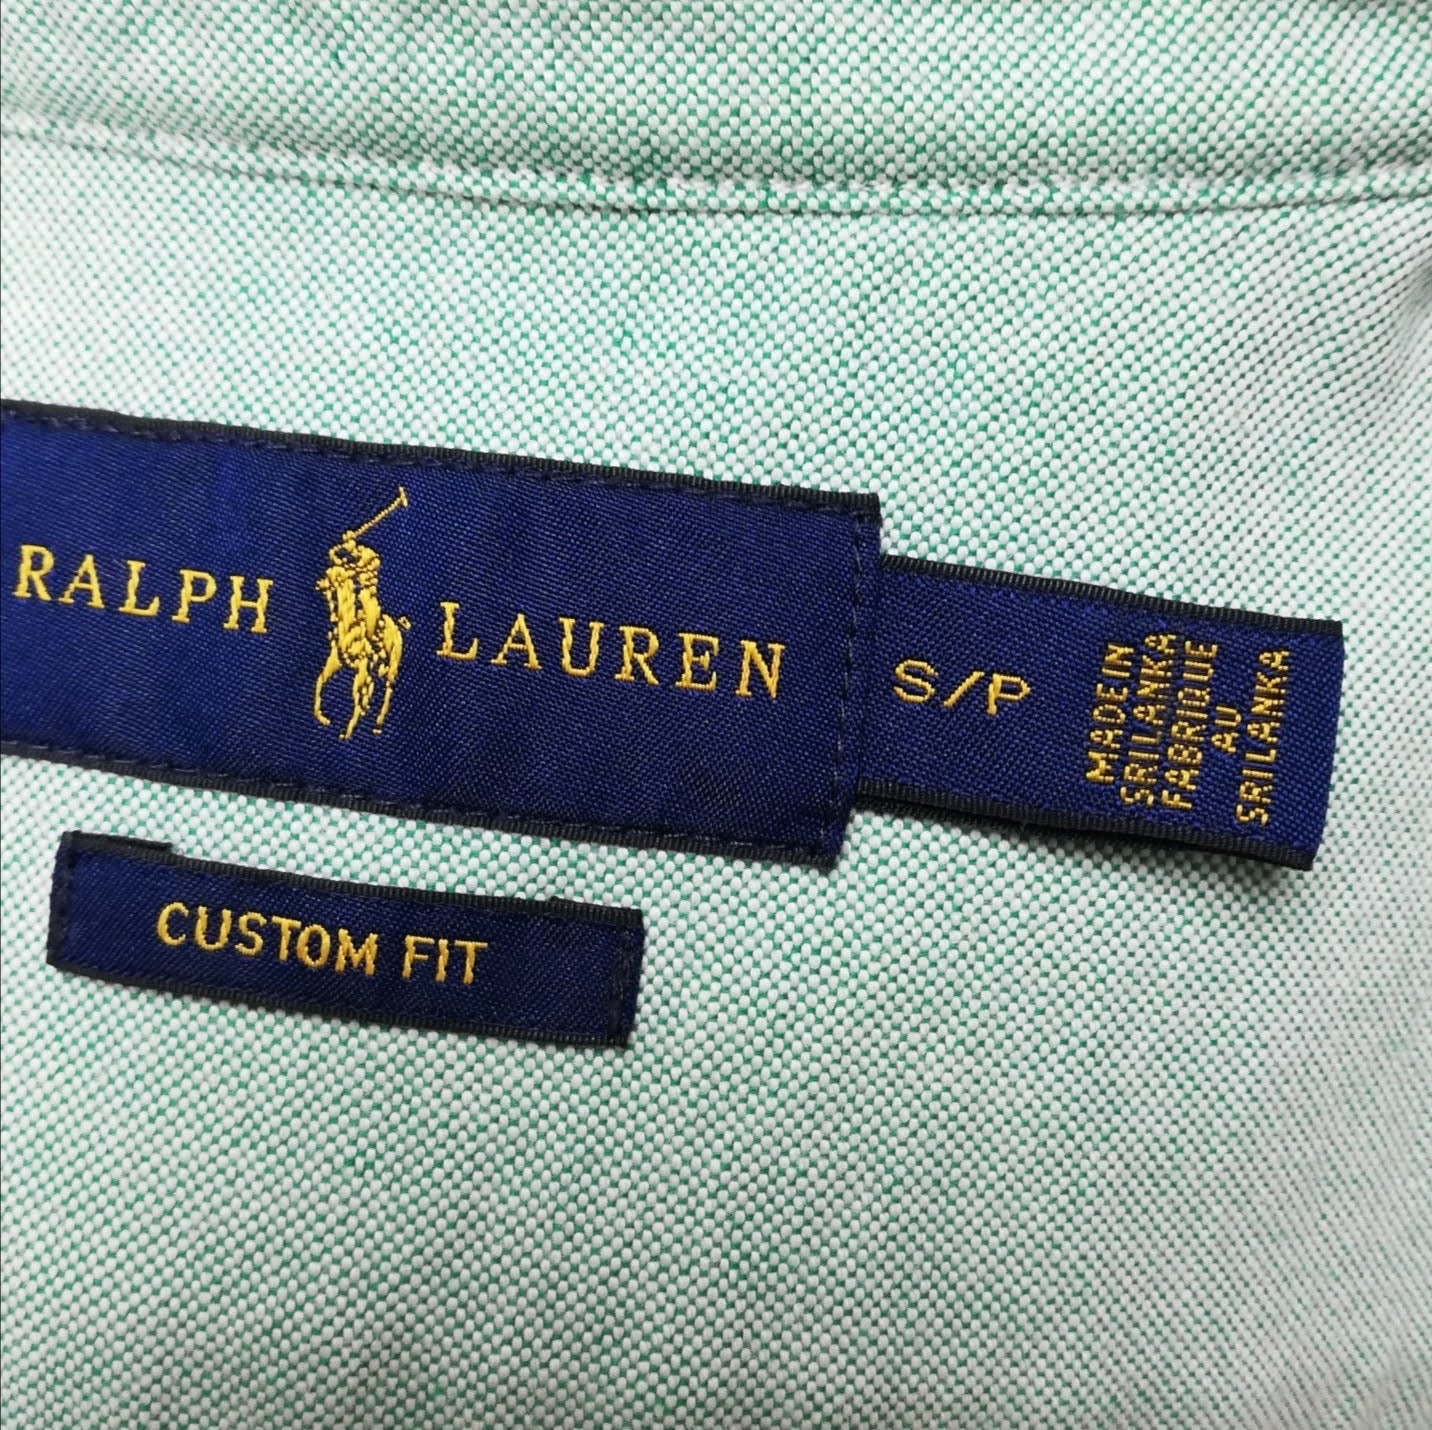 RALPH LAUREN
S/P
MADE IN
SRI LANKA
FABRIQUE
AU
SRI LANKA
CUSTOM FIT